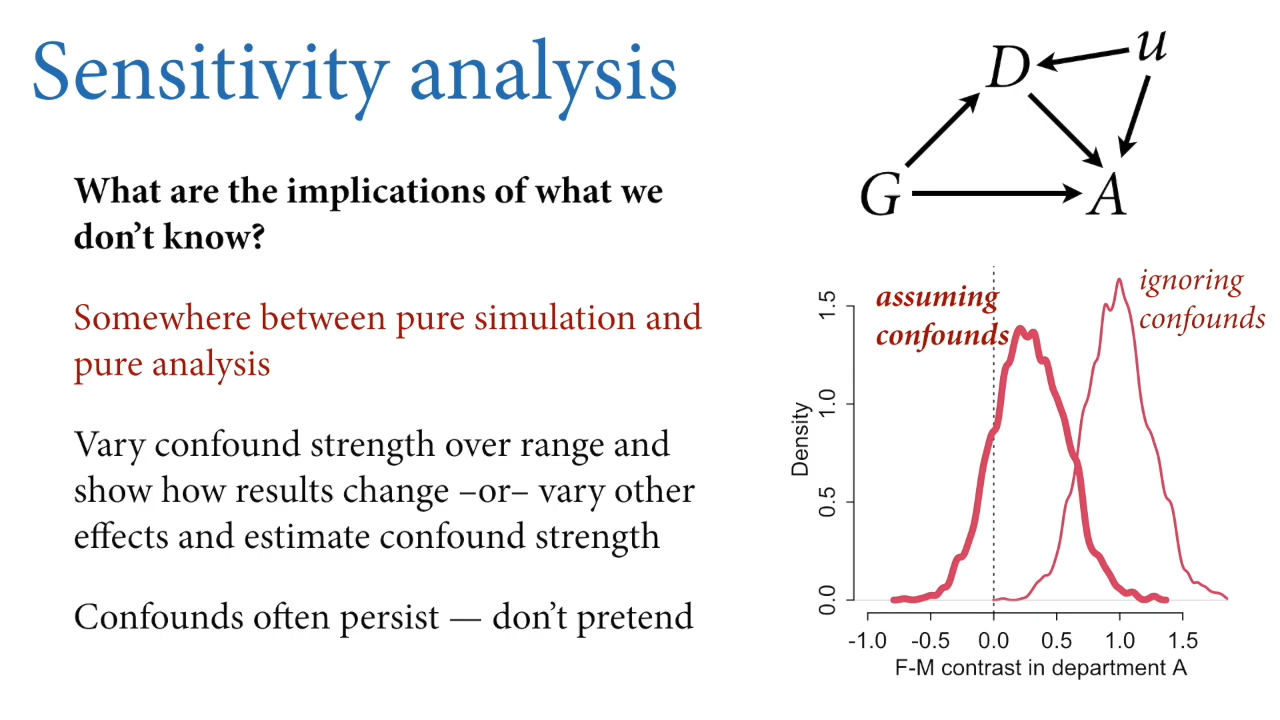 Sensitivity analysis
What are the implications of what we
don’t know?
Somewhere between pure simulation and
pure analysis
Vary confound strength over range and
show how results change –or– vary other
effects and estimate confound strength
Confounds often persist — don’t pretend
D
u
G
A
assuming
confounds
ignoring
confounds
Density
0.0
0.5
1.0
1.5
-1.0 -0.5 0.0 0.5 1.0 1.5
F-M contrast in department A